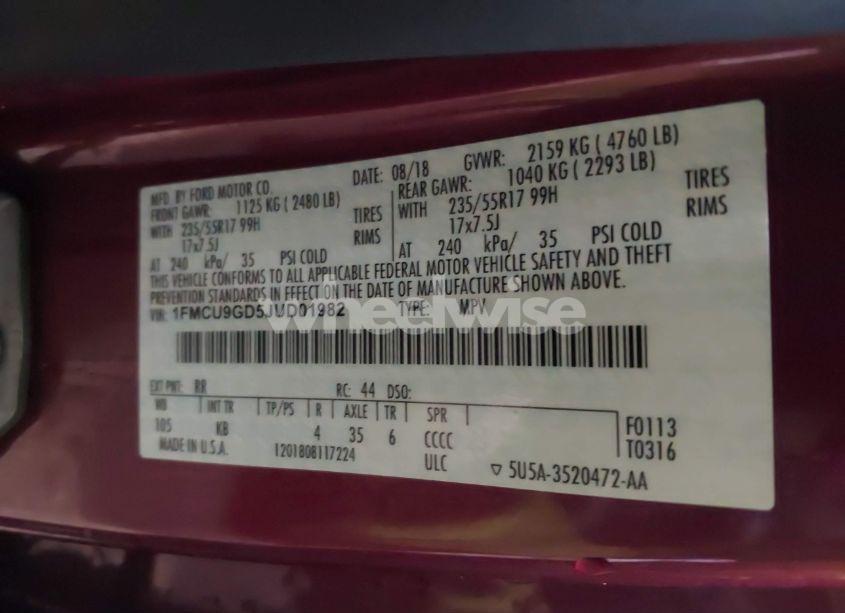 MFD. BY FORD MOTOR CO.
DATE: 08/18 GVWR: 2159 KG ( 4760 LB)
FRONT GAWR: 1125 KG ( 2480 LB)
REAR GAWR: 1040 KG ( 2293 LB)
WITH 235/55R17 99H TIRES
WITH 235/55R17 99H TIRES
17x7.5J RIMS
17x7.5J RIMS
AT 240 kPa/ 35 PSI COLD
AT 240 kPa/ 35 PSI COLD
THIS VEHICLE CONFORMS TO ALL APPLICABLE FEDERAL MOTOR VEHICLE SAFETY AND THEFT
PREVENTION STANDARDS IN EFFECT ON THE DATE OF MANUFACTURE SHOWN ABOVE.
VIN: 1FMCU9GD5JUD01982 TYPE: MPV
wheelwise
EXT PNT: RR RC: 44 DSO:
WB INT TR TP/PS R AXLE TR SPR
105 KB 4 35 6 CCCC
F0113
T0316
MADE IN U.S.A. 1201808117224 ULC
▽ 5U5A-3520472-AA